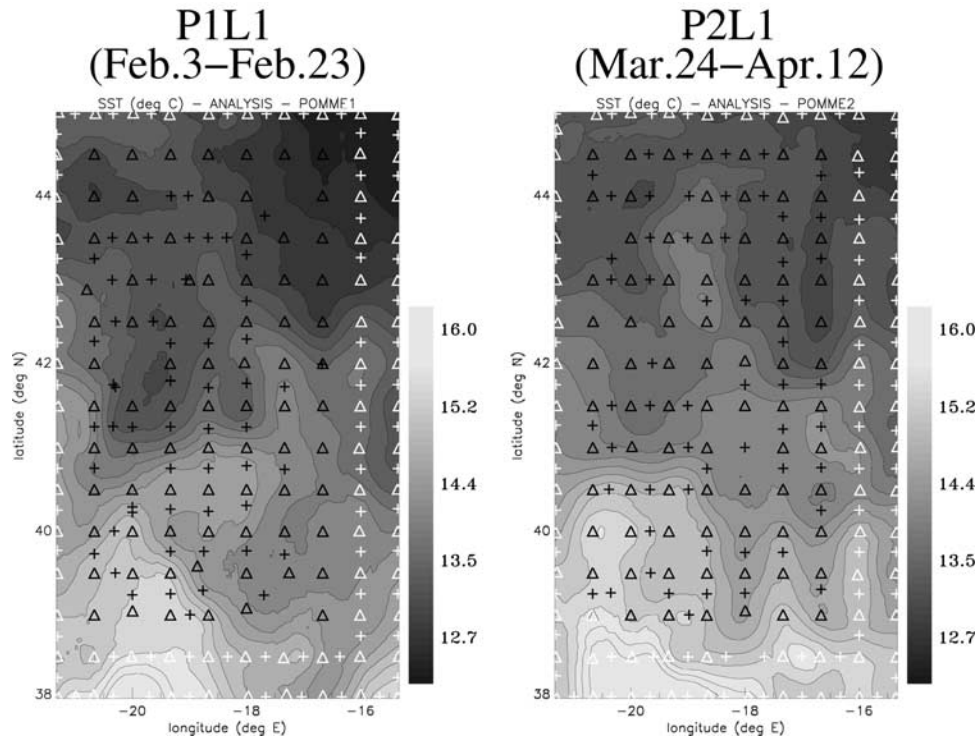 P1L1
(Feb.3–Feb.23)
SST (deg C) – ANALYSIS – POMME1
44
42
40
38
latitude (deg N)
-20
-18
-16
longitude (deg E)
16.0
15.2
14.4
13.5
12.7
P2L1
(Mar.24–Apr.12)
SST (deg C) – ANALYSIS – POMME2
44
42
40
38
latitude (deg N)
-20
-18
-16
longitude (deg E)
16.0
15.2
14.4
13.5
12.7